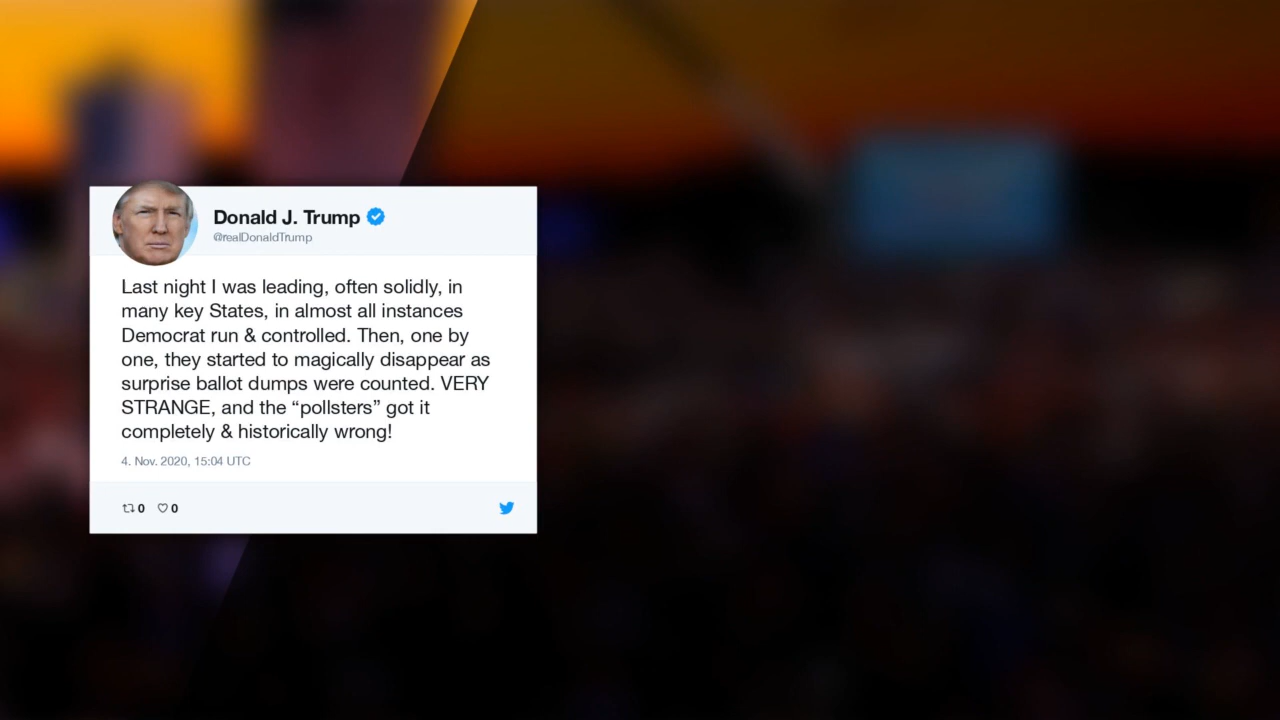 Donald J. Trump
@realDonaldTrump
Last night I was leading, often solidly, in
many key States, in almost all instances
Democrat run & controlled. Then, one by
one, they started to magically disappear as
surprise ballot dumps were counted. VERY
STRANGE, and the “pollsters” got it
completely & historically wrong!
4. Nov. 2020, 15:04 UTC
0 0